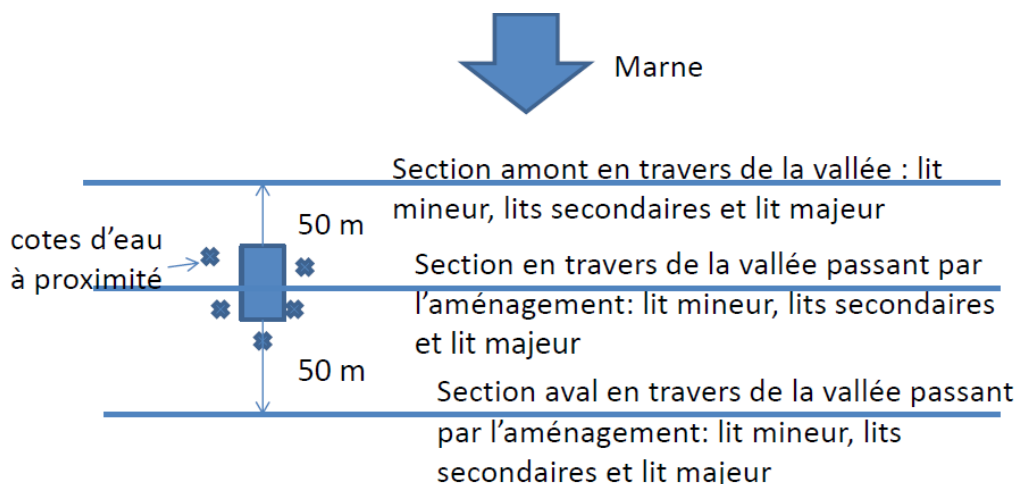 Marne
Section amont en travers de la vallée : lit
mineur, lits secondaires et lit majeur
50 m
cotes d’eau
à proximité
Section en travers de la vallée passant par
l’aménagement: lit mineur, lits secondaires
et lit majeur
50 m
Section aval en travers de la vallée passant
par l’aménagement: lit mineur, lits
secondaires et lit majeur